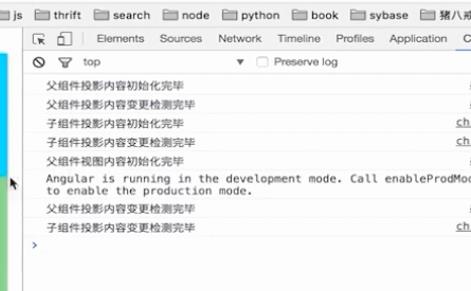 js thrift search node python book sybase 猪八戒
Elements Sources Network Timeline Profiles Application
top Preserve log
父组件投影内容初始化完毕
父组件投影内容变更检测完毕
子组件投影内容初始化完毕 ch
子组件投影内容变更检测完毕 ch
父组件视图内容初始化完毕
Angular is running in the development mode. Call enableProdMod
to enable the production mode.
父组件投影内容变更检测完毕
子组件投影内容变更检测完毕 ch